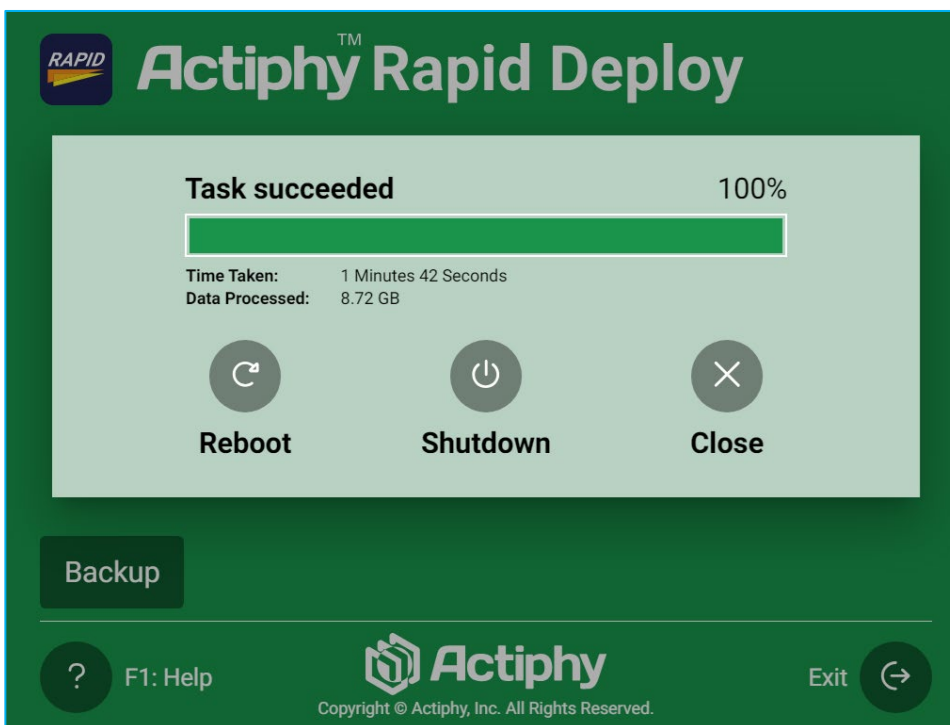 RAPID
Actiphy™ Rapid Deploy
Task succeeded 100%
Time Taken: 1 Minutes 42 Seconds
Data Processed: 8.72 GB
Reboot Shutdown Close
Backup
? F1: Help
Actiphy
Exit
Copyright © Actiphy, Inc. All Rights Reserved.